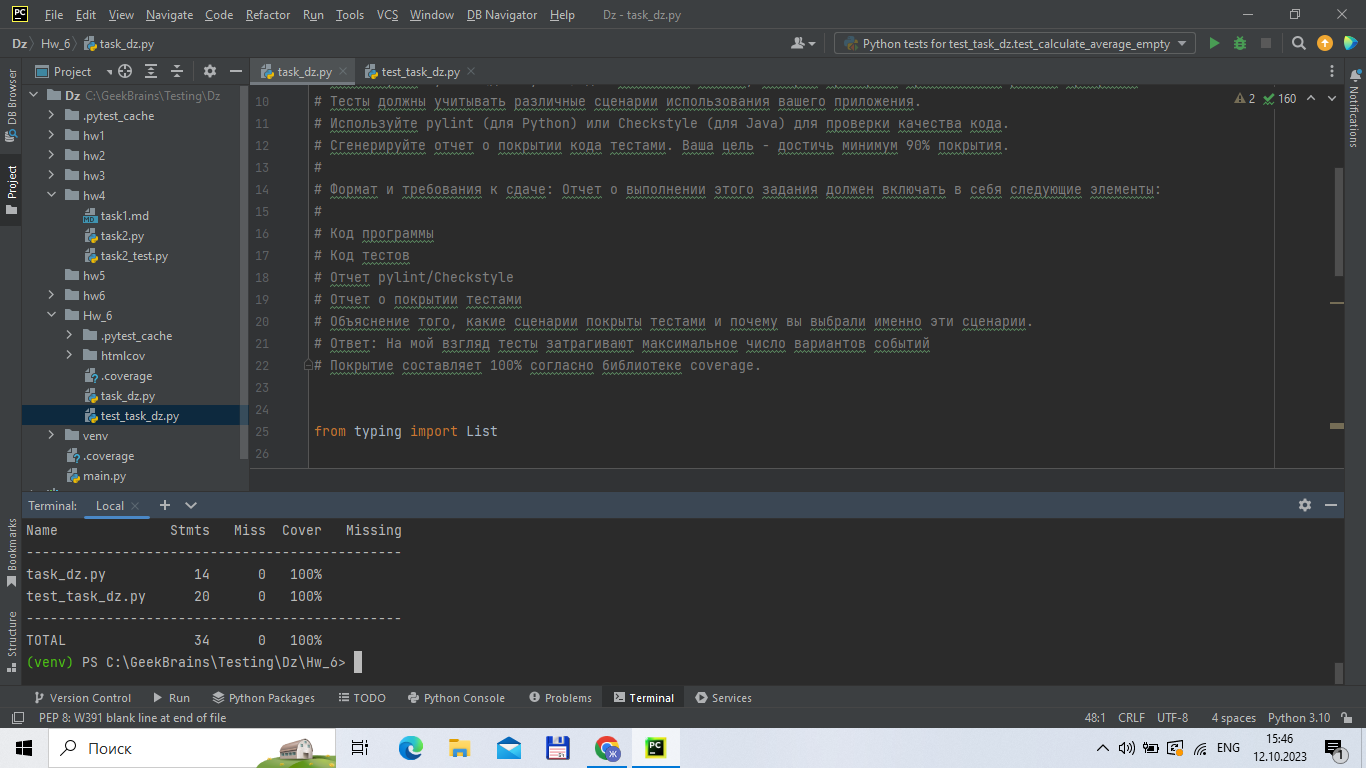 PC File Edit View Navigate Code Refactor Run Tools VCS Window DB Navigator Help Dz - task_dz.py
Dz Hw_6 task_dz.py Python tests for test_task_dz.test_calculate_average_empty
DB Browser
Project
Bookmarks
Structure
Project
Dz C:\GeekBrains\Testing\Dz
.pytest_cache
hw1
hw2
hw3
hw4
task1.md
task2.py
task2_test.py
hw5
hw6
Hw_6
.pytest_cache
htmlcov
.coverage
task_dz.py
test_task_dz.py
venv
.coverage
main.py
task_dz.py test_task_dz.py
2 160
Notifications
10 # Тесты должны учитывать различные сценарии использования вашего приложения.
11 # Используйте pylint (для Python) или Checkstyle (для Java) для проверки качества кода.
12 # Сгенерируйте отчет о покрытии кода тестами. Ваша цель - достичь минимум 90% покрытия.
13 #
14 # Формат и требования к сдаче: Отчет о выполнении этого задания должен включать в себя следующие элементы:
15 #
16 # Код программы
17 # Код тестов
18 # Отчет pylint/Checkstyle
19 # Отчет о покрытии тестами
20 # Объяснение того, какие сценарии покрыты тестами и почему вы выбрали именно эти сценарии.
21 # Ответ: На мой взгляд тесты затрагивают максимальное число вариантов событий
22 # Покрытие составляет 100% согласно библиотеке coverage.
23
24
25 from typing import List
26
Terminal: Local
Name Stmts Miss Cover Missing
------------------------------------------------
task_dz.py 14 0 100%
test_task_dz.py 20 0 100%
------------------------------------------------
TOTAL 34 0 100%
(venv) PS C:\GeekBrains\Testing\Dz\Hw_6>
Version Control Run Python Packages TODO Python Console Problems Terminal Services
PEP 8: W391 blank line at end of file 48:1 CRLF UTF-8 4 spaces Python 3.10
Поиск ж PC ENG 15:46
12.10.2023 1